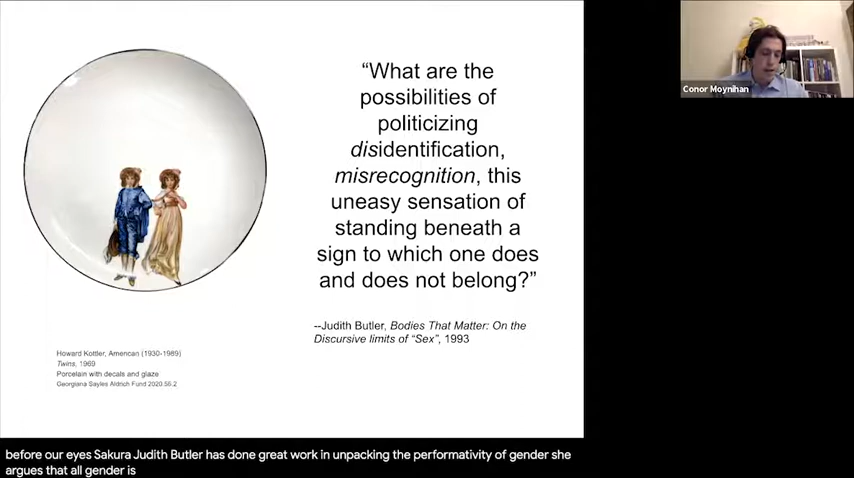 “What are the
possibilities of
politicizing
disidentification,
misrecognition, this
uneasy sensation of
standing beneath a
sign to which one does
and does not belong?”
--Judith Butler, Bodies That Matter: On the
Discursive limits of “Sex”, 1993
Howard Kottler, American (1930-1989)
Twins, 1969
Porcelain with decals and glaze
Georgiana Sayles Aldrich Fund 2020.56.2
Conor Moynihan
before our eyes Sakura Judith Butler has done great work in unpacking the performativity of gender she
argues that all gender is